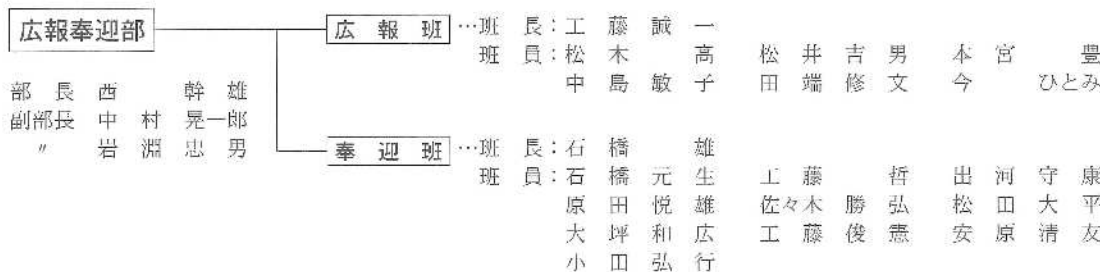 広報奉迎部
部長 西 幹雄
副部長 中村晃一郎
〃 岩淵忠男
広報班…班長：工藤誠一
班員：松木 高 松井吉男 本宮 豊
中島敏子 田端修文 今 ひとみ
奉迎班…班長：石橋 雄
班員：石橋元生 工藤 哲 出河守康
原田悦雄 佐々木勝弘 松田大平
大坪和広 工藤俊憲 安原清友
小田弘行